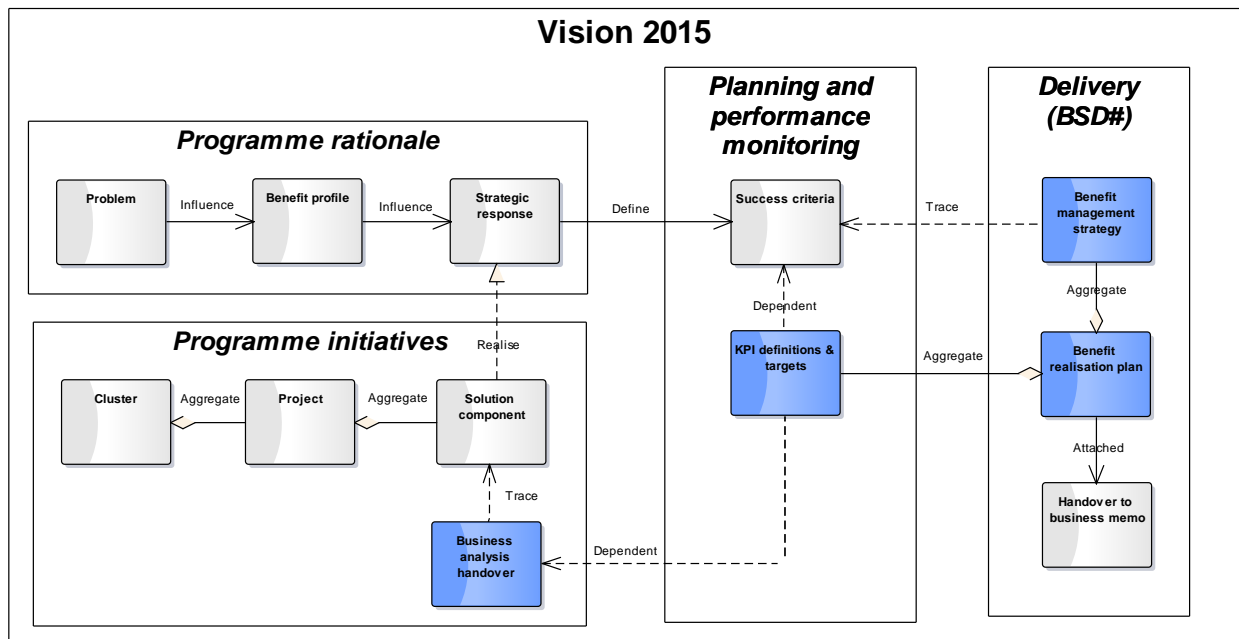 Vision 2015
Programme rationale
Problem
Influence
Benefit profile
Influence
Strategic
response
Define
Planning and
performance
monitoring
Success criteria
Trace
Delivery
(BSD#)
Benefit
management
strategy
Aggregate
Dependent
Realise
Programme initiatives
Cluster
Aggregate
Project
Aggregate
Solution
component
KPI definitions &
targets
Aggregate
Benefit
realisation plan
Attached
Trace
Handover to
business memo
Business
analysis
handover
Dependent